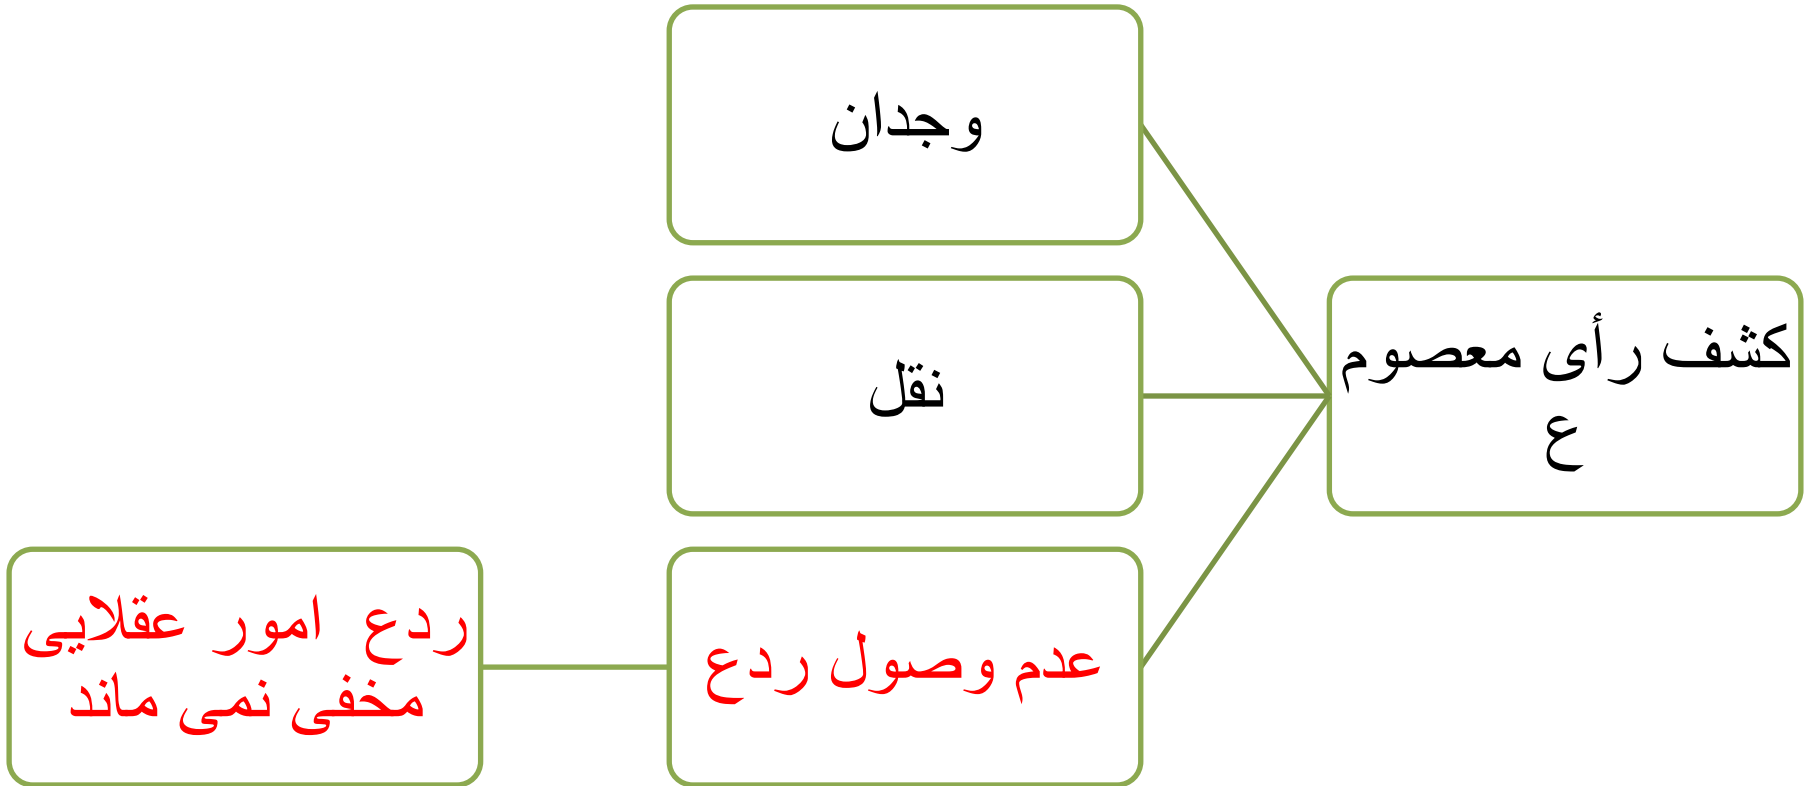 کشف رأی معصوم
ع
وجدان
نقل
عدم وصول ردع
ردع امور عقلایی
مخفی نمی ماند